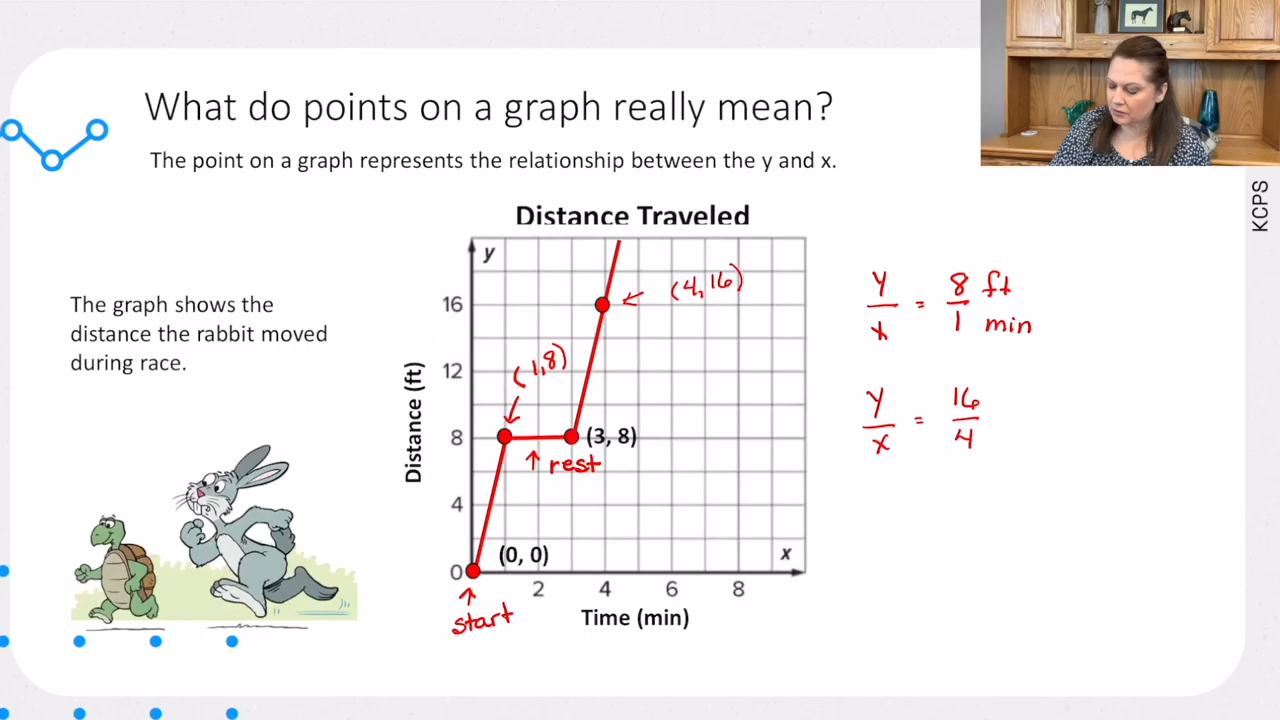 What do points on a graph really mean?
The point on a graph represents the relationship between the y and x.
KCPS
The graph shows the
distance the rabbit moved
during race.
Distance Traveled
y
16
12
8
4
0
2
4
6
8
x
Distance (ft)
Time (min)
(4,16)
(1,8)
(3, 8)
↑ rest
(0, 0)
↑
start
y/x = 8/1 ft/min
y/x = 16/4